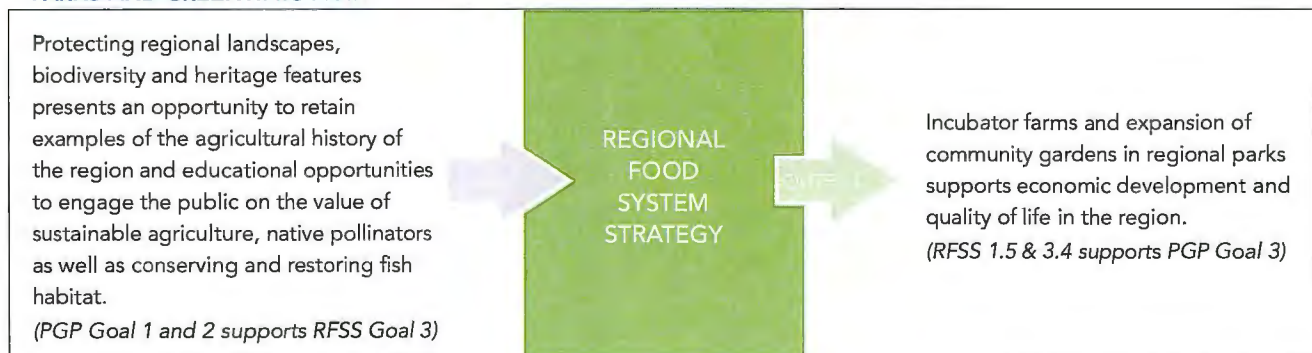 Protecting regional landscapes,
biodiversity and heritage features
presents an opportunity to retain
examples of the agricultural history of
the region and educational opportunities
to engage the public on the value of
sustainable agriculture, native pollinators
as well as conserving and restoring fish
habitat.
(PGP Goal 1 and 2 supports RFSS Goal 3)
REGIONAL
FOOD
SYSTEM
STRATEGY
Incubator farms and expansion of
community gardens in regional parks
supports economic development and
quality of life in the region.
(RFSS 1.5 & 3.4 supports PGP Goal 3)